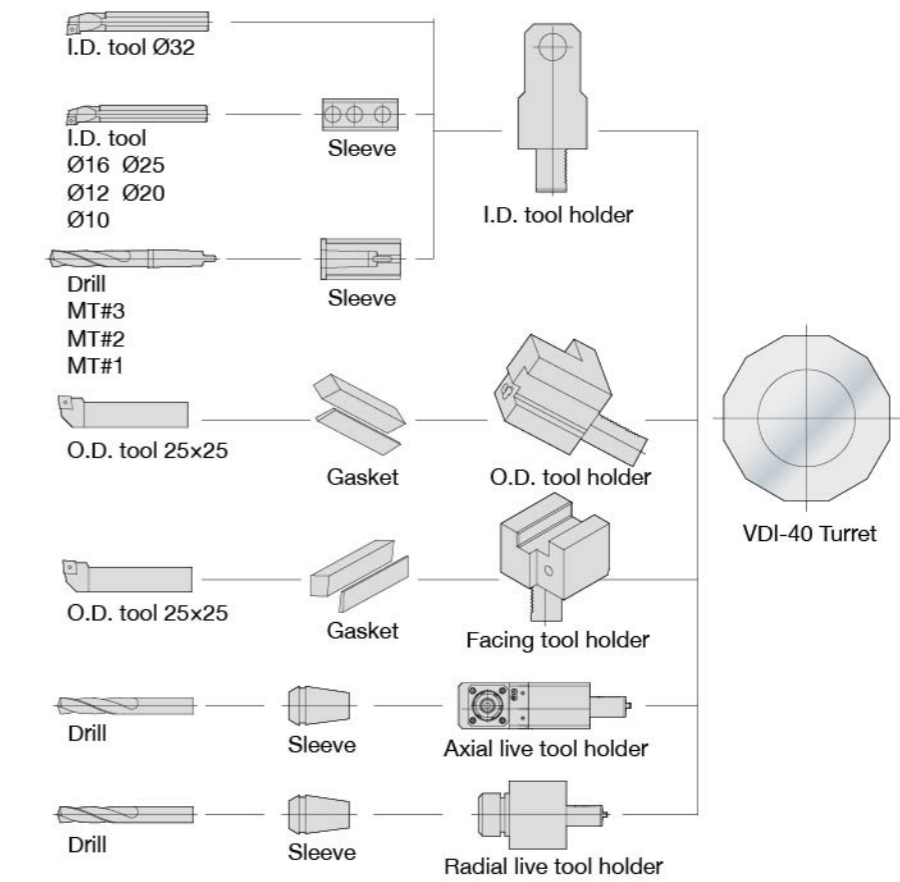 I.D. tool Ø32
I.D. tool
Ø16 Ø25
Ø12 Ø20
Ø10
Sleeve
I.D. tool holder
Drill
MT#3
MT#2
MT#1
Sleeve
O.D. tool 25x25
Gasket
O.D. tool holder
VDI-40 Turret
O.D. tool 25x25
Gasket
Facing tool holder
Drill
Sleeve
Axial live tool holder
Drill
Sleeve
Radial live tool holder